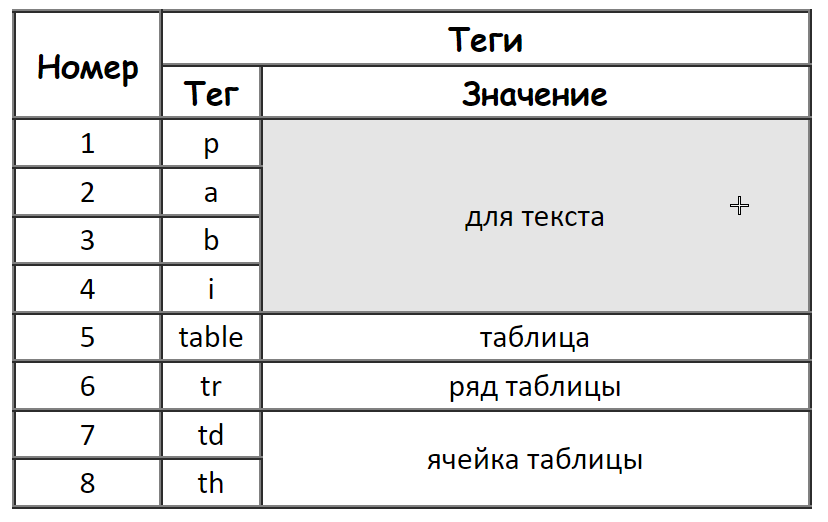 Теги
Номер
Тег Значение
1 p
2 a
для текста
3 b
4 i
5 table таблица
6 tr ряд таблицы
7 td
ячейка таблицы
8 th